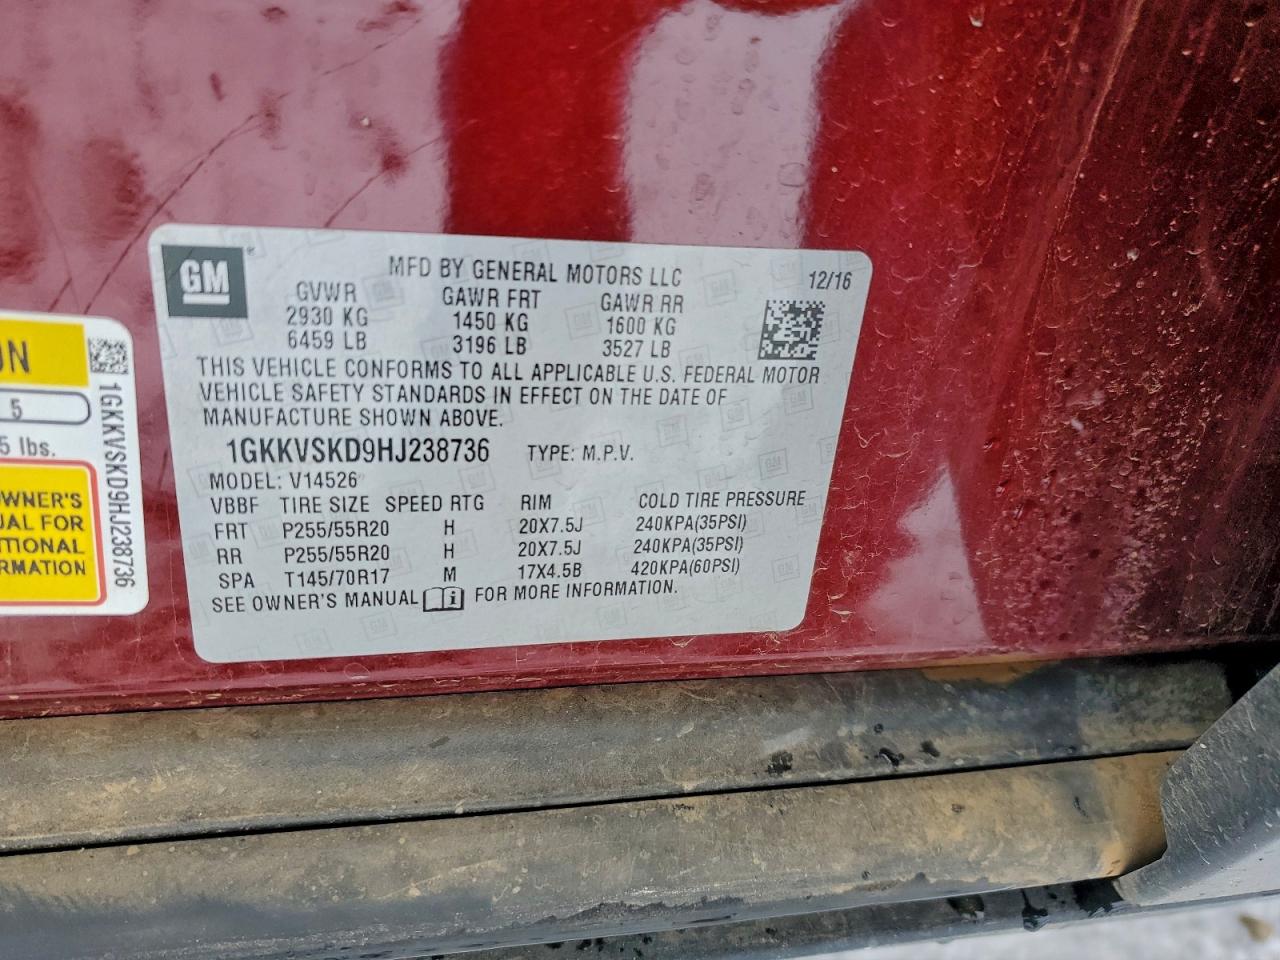 GM
MFD BY GENERAL MOTORS LLC 12/16
GVWR GAWR FRT GAWR RR
2930 KG 1450 KG 1600 KG
6459 LB 3196 LB 3527 LB
THIS VEHICLE CONFORMS TO ALL APPLICABLE U.S. FEDERAL MOTOR
VEHICLE SAFETY STANDARDS IN EFFECT ON THE DATE OF
MANUFACTURE SHOWN ABOVE.
1GKKVSKD9HJ238736 TYPE: M.P.V.
MODEL: V14526
VBBF TIRE SIZE SPEED RTG RIM COLD TIRE PRESSURE
FRT P255/55R20 H 20X7.5J 240KPA(35PSI)
RR P255/55R20 H 20X7.5J 240KPA(35PSI)
SPA T145/70R17 M 17X4.5B 420KPA(60PSI)
SEE OWNER'S MANUAL FOR MORE INFORMATION.
5
5 lbs.
OWNER'S
UAL FOR
ITIONAL
RMATION
1GKKVSKD9HJ238736